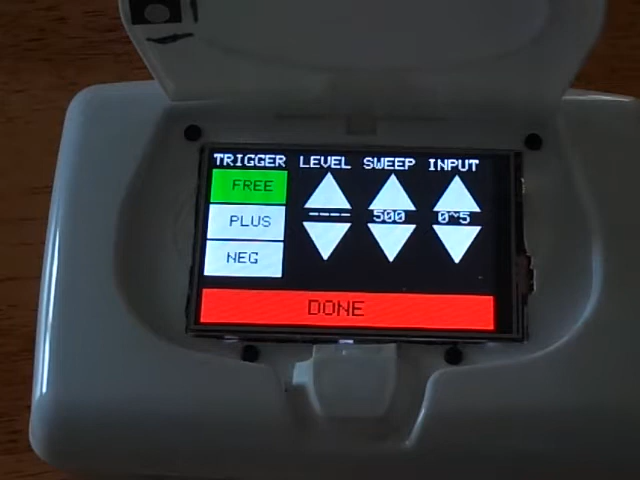 TRIGGER LEVEL SWEEP INPUT
FREE
---- 500 0~5
PLUS
NEG
DONE